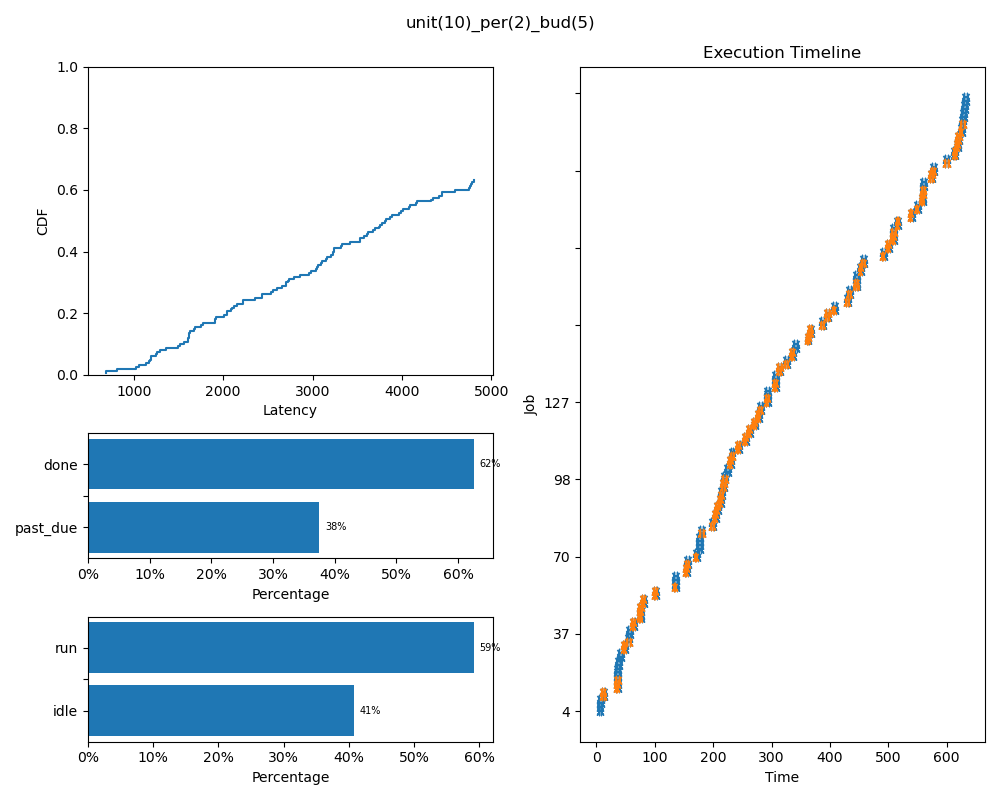 unit(10)_per(2)_bud(5)
1.0
0.8
0.6
0.4
0.2
0.0
CDF
1000 2000 3000 4000 5000
Latency
done
62%
past_due
38%
0% 10% 20% 30% 40% 50% 60%
Percentage
run
59%
idle
41%
0% 10% 20% 30% 40% 50% 60%
Percentage
Execution Timeline
Job
127
98
70
37
4
0 100 200 300 400 500 600
Time